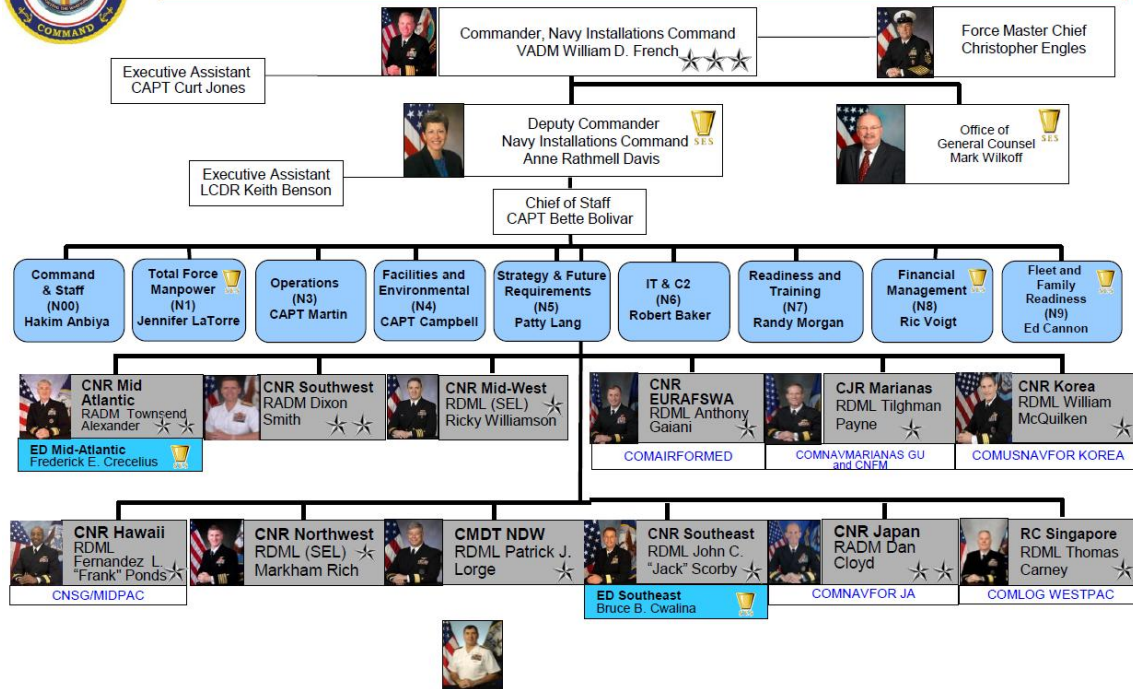 COMMAND
Commander, Navy Installations Command
VADM William D. French
Force Master Chief
Christopher Engles
Executive Assistant
CAPT Curt Jones
Deputy Commander
Navy Installations Command
Anne Rathmell Davis
SES
Office of
General Counsel
Mark Wilkoff
SES
Executive Assistant
LCDR Keith Benson
Chief of Staff
CAPT Bette Bolivar
Command
& Staff
(N00)
Hakim Anbiya
Total Force
Manpower
(N1)
Jennifer LaTorre
SES
Operations
(N3)
CAPT Martin
Facilities and
Environmental
(N4)
CAPT Campbell
Strategy & Future
Requirements
(N5)
Patty Lang
IT & C2
(N6)
Robert Baker
Readiness and
Training
(N7)
Randy Morgan
Financial
Management
(N8)
Ric Voigt
SES
Fleet and
Family
Readiness
(N9)
Ed Cannon
SES
CNR Mid
Atlantic
RADM Townsend
Alexander
ED Mid-Atlantic
Frederick E. Crecelius
SES
CNR Southwest
RADM Dixon
Smith
CNR Mid-West
RDML (SEL)
Ricky Williamson
CNR
EURAFSWA
RDML Anthony
Gaiani
COMAIRFORMED
CJR Marianas
RDML Tilghman
Payne
COMNAVMARIANAS GU
and CNFM
CNR Korea
RDML William
McQuilken
COMUSNAVFOR KOREA
CNR Hawaii
RDML
Fernandez L.
"Frank" Ponds
CNSG/MIDPAC
CNR Northwest
RDML (SEL)
Markham Rich
CMDT NDW
RDML Patrick J.
Lorge
CNR Southeast
RDML John C.
"Jack" Scorby
ED Southeast
Bruce B. Cwalina
SES
CNR Japan
RADM Dan
Cloyd
COMNAVFOR JA
RC Singapore
RDML Thomas
Carney
COMLOG WESTPAC